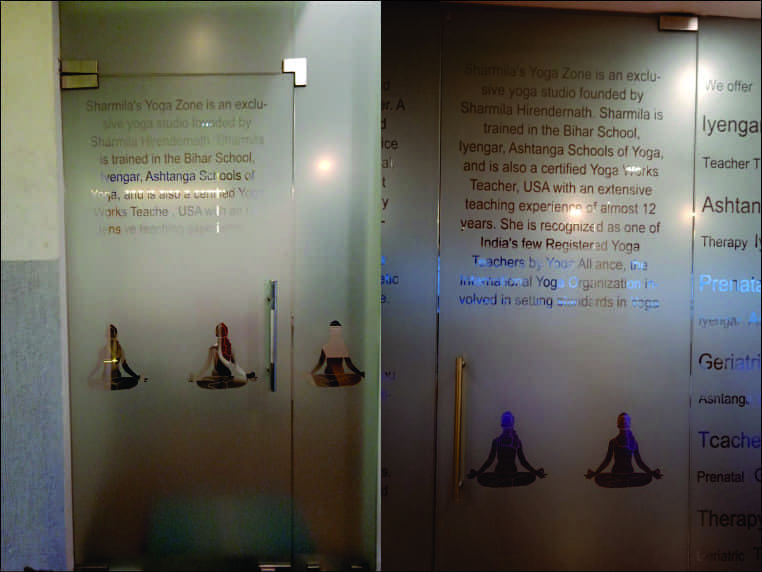 Sharmila's Yoga Zone is an exclu-
sive yoga studio founded by
Sharmila Hirendernath. Sharmila
is trained in the Bihar School,
Iyengar, Ashtanga Schools of
Yoga, and is also a certified Yoga
Works Teacher, USA with an
teaching
Sharmila's Yoga Zone is an exclu-
sive yoga studio founded by
Sharmila Hirendernath. Sharmila is
trained in the Bihar School,
Iyengar, Ashtanga Schools of Yoga,
and is also a certified Yoga Works
Teacher, USA with an extensive
teaching experience of almost 12
years. She is recognized as one of
India's few Registered Yoga
Teachers by Yoga Alliance, the
International Yoga Organization in-
volved in setting standards in yoga
We offer
Iyengar
Teacher T
Ashtan
Therapy Iy
Prenata
Iyengar
Geriatri
Ashtang
Teache
Prenatal G
Therapy
Geriatric T